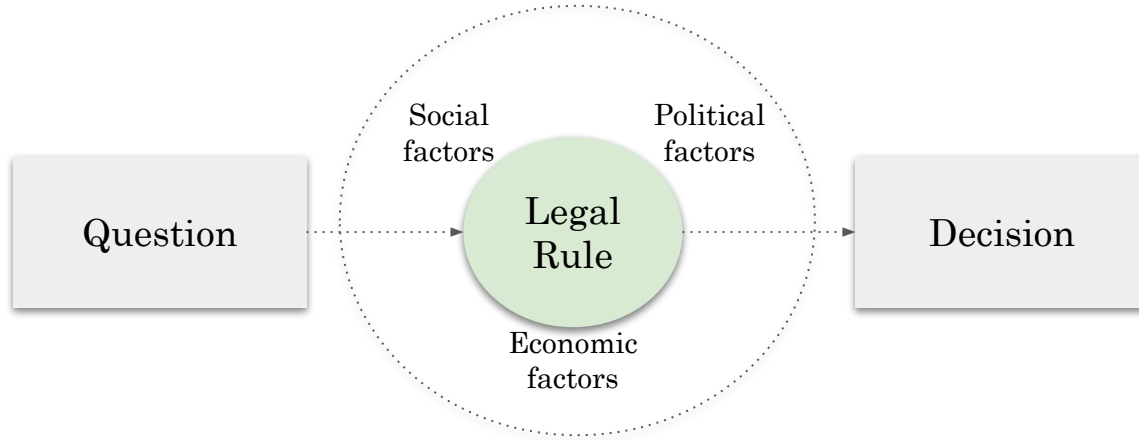 Social
factors
Political
factors
Question
Legal
Rule
Decision
Economic
factors